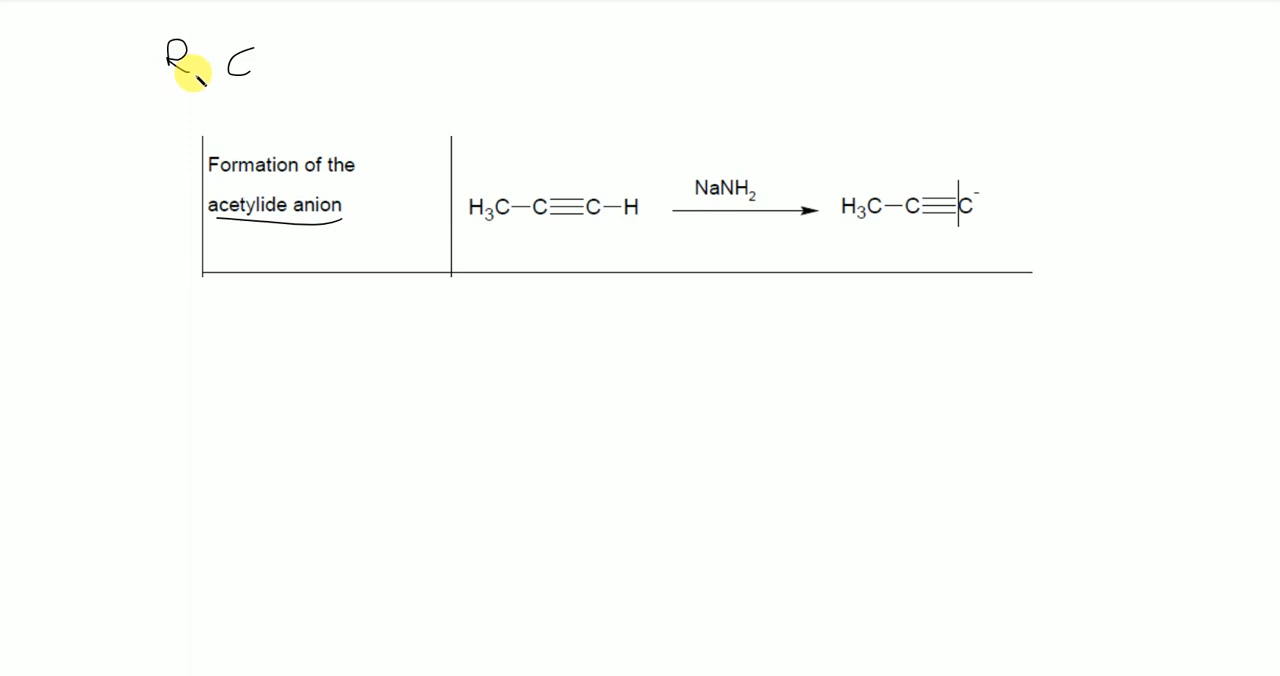 R C
Formation of the
acetylide anion
H₃C–C≡C–H
NaNH₂
H₃C–C≡C⁻